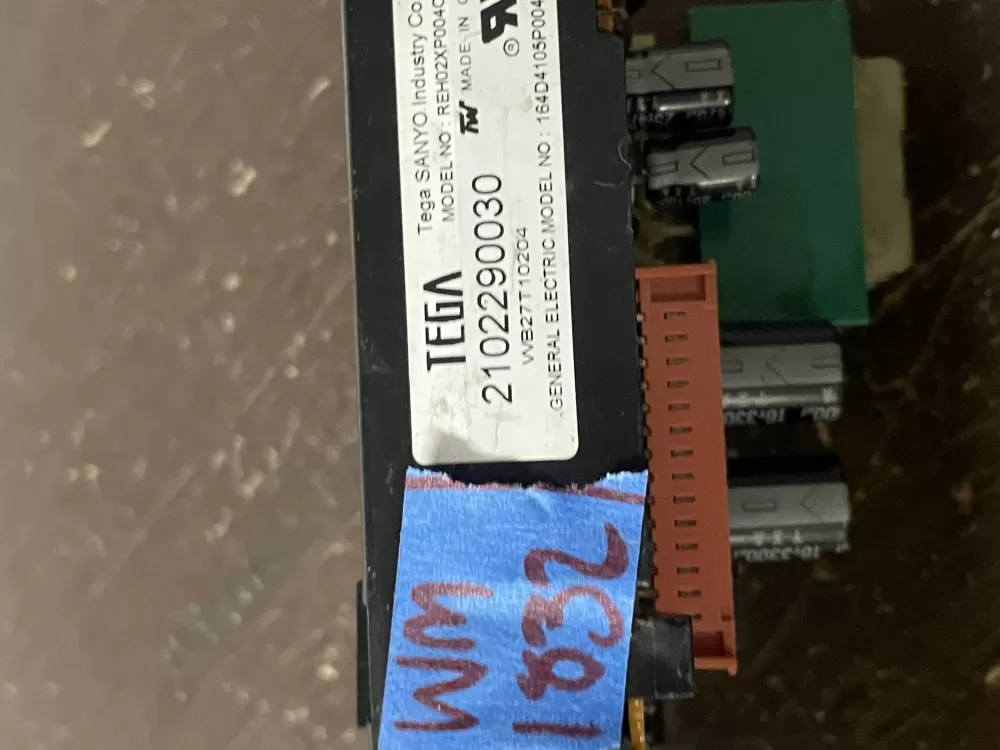 Tega SANYO Industry Co
MODEL NO : REH02XP004C
TEGA
MADE IN
2102290030
WB27T10204
GENERAL ELECTRIC MODEL NO : 164D4105P004
WM
1832